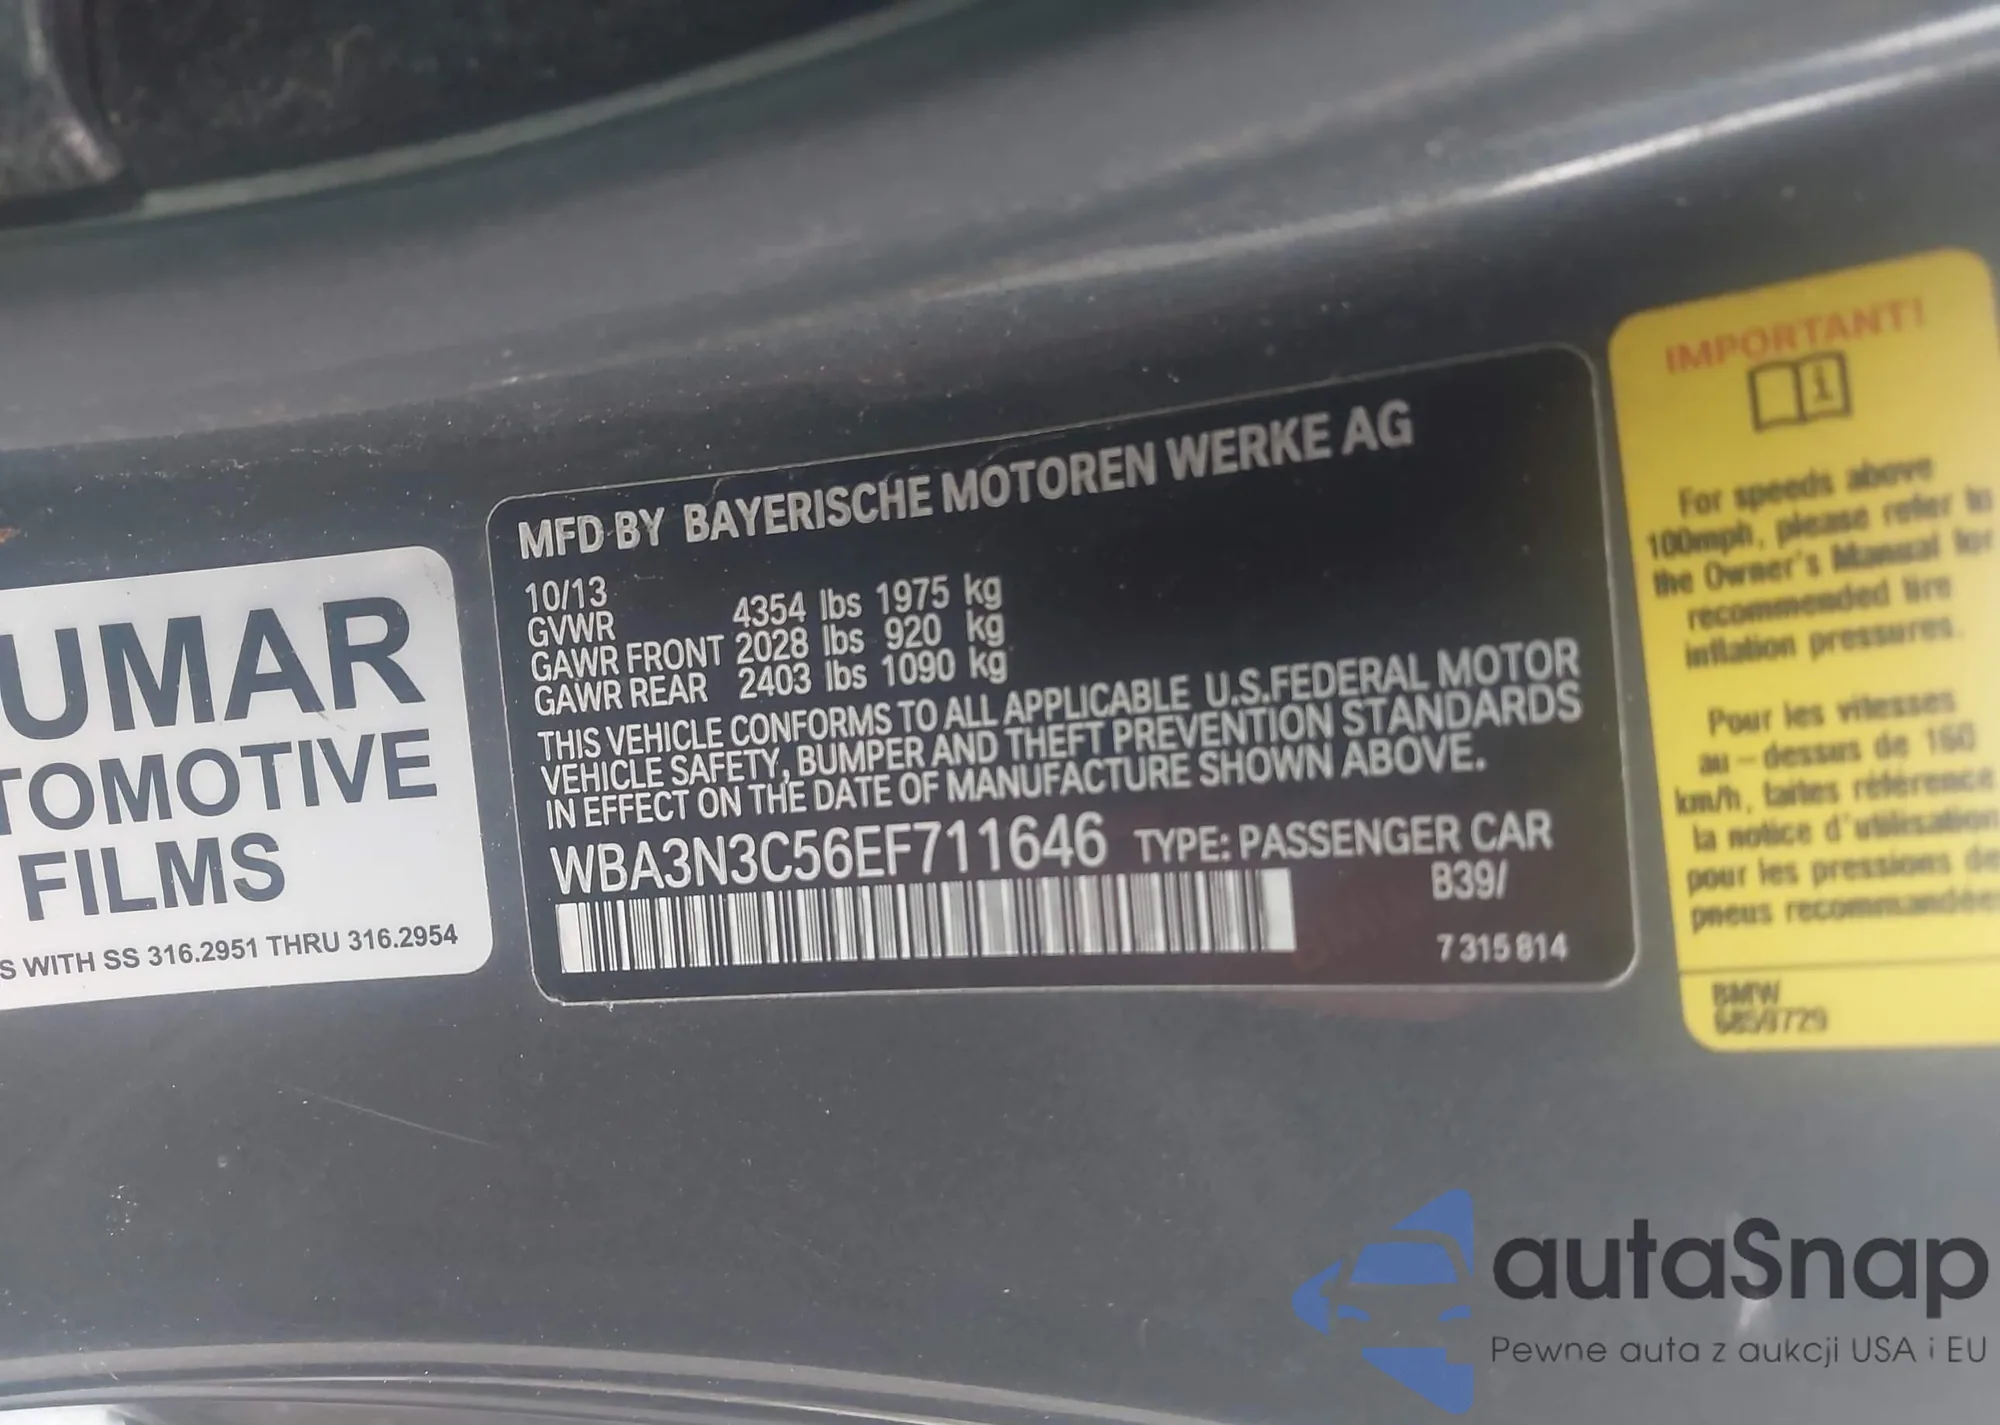 UMAR
TOMOTIVE
FILMS
S WITH SS 316.2951 THRU 316.2954
MFD BY BAYERISCHE MOTOREN WERKE AG
10/13
GVWR 4354 lbs 1975 kg
GAWR FRONT 2028 lbs 920 kg
GAWR REAR 2403 lbs 1090 kg
THIS VEHICLE CONFORMS TO ALL APPLICABLE U.S.FEDERAL MOTOR
VEHICLE SAFETY, BUMPER AND THEFT PREVENTION STANDARDS
IN EFFECT ON THE DATE OF MANUFACTURE SHOWN ABOVE.
WBA3N3C56EF711646 TYPE: PASSENGER CAR
B39/
7 315 814
IMPORTANT!
For speeds above
100mph, please refer to
the Owner's Manual for
recommended tire
inflation pressures.
Pour les vitesses
au-dessus de 160
km/h, faites référence
la notice d'utilisation
pour les pressions de
pneus recommandée
BMW
6859729
autaSnap
Pewne auta z aukcji USA i EU